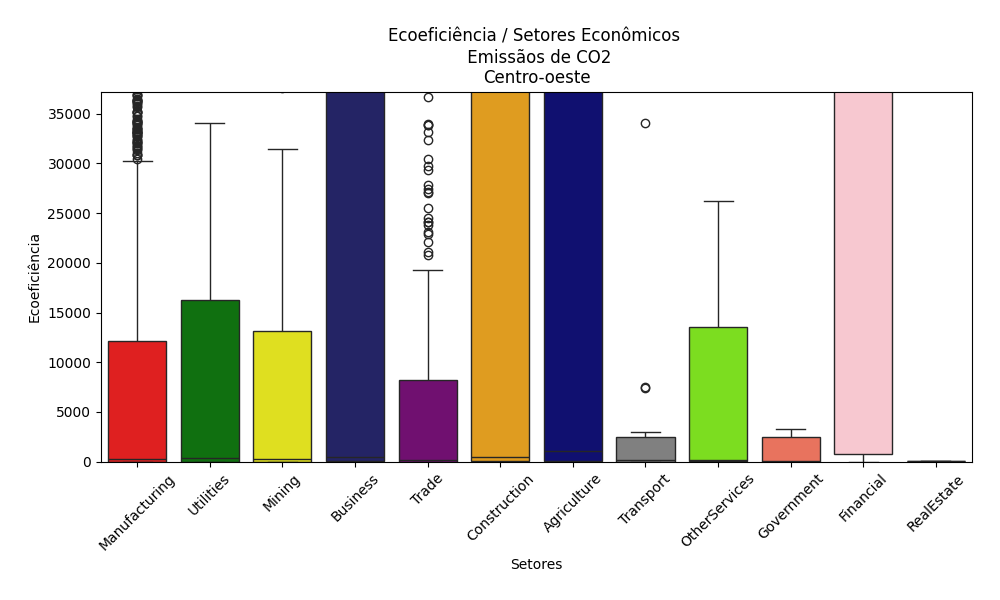 Ecoeficiência / Setores Econômicos
Emissãos de CO2
Centro-oeste
Ecoeficiência
35000
30000
25000
20000
15000
10000
5000
0
Manufacturing
Utilities
Mining
Business
Trade
Construction
Agriculture
Transport
OtherServices
Government
Financial
RealEstate
Setores